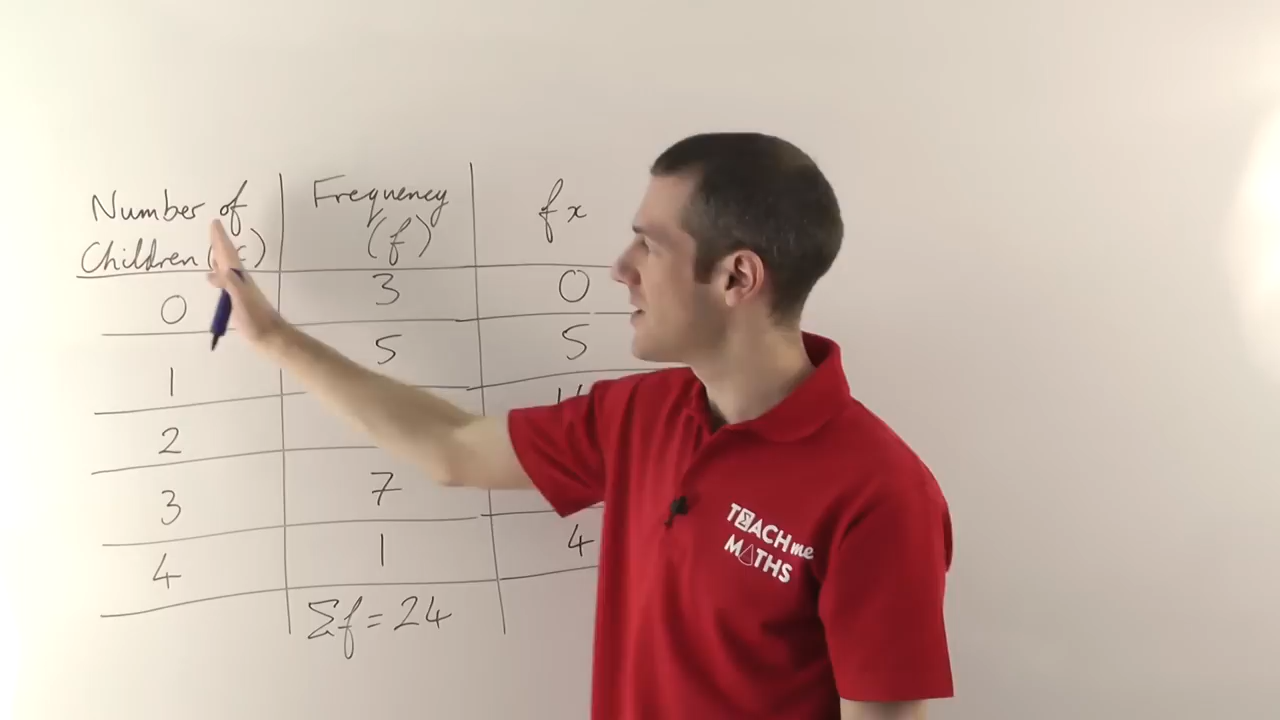 Number of
Children (x)
Frequency
(f)
fx
0 3 0
1 5 5
2
3 7
4 1 4
Σf = 24
TEACH me
MATHS